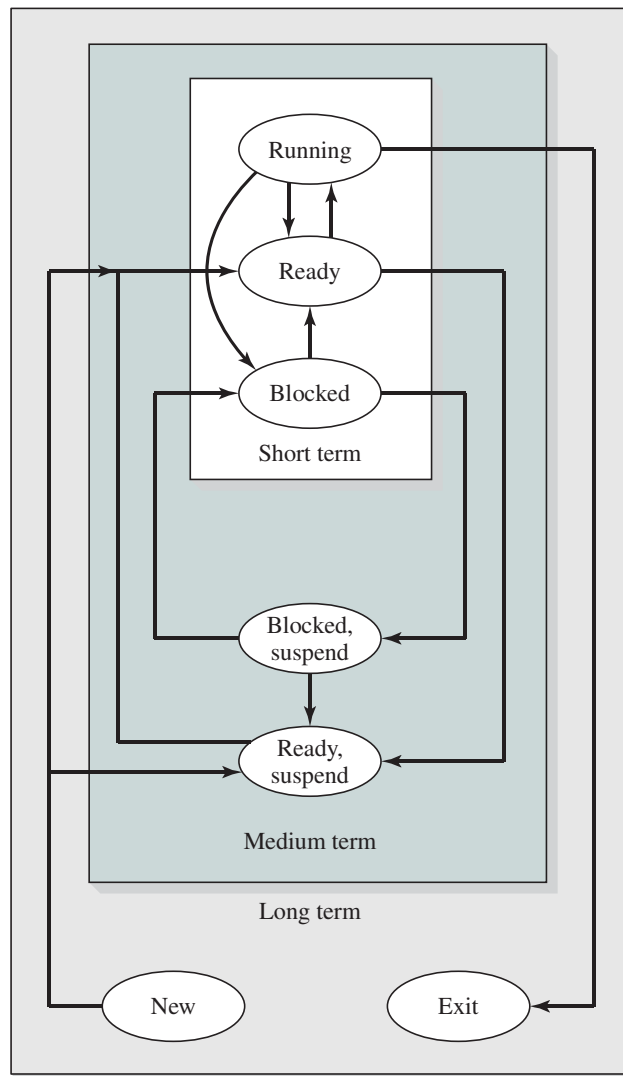 Running
Ready
Blocked
Short term
Blocked,
suspend
Ready,
suspend
Medium term
Long term
New
Exit